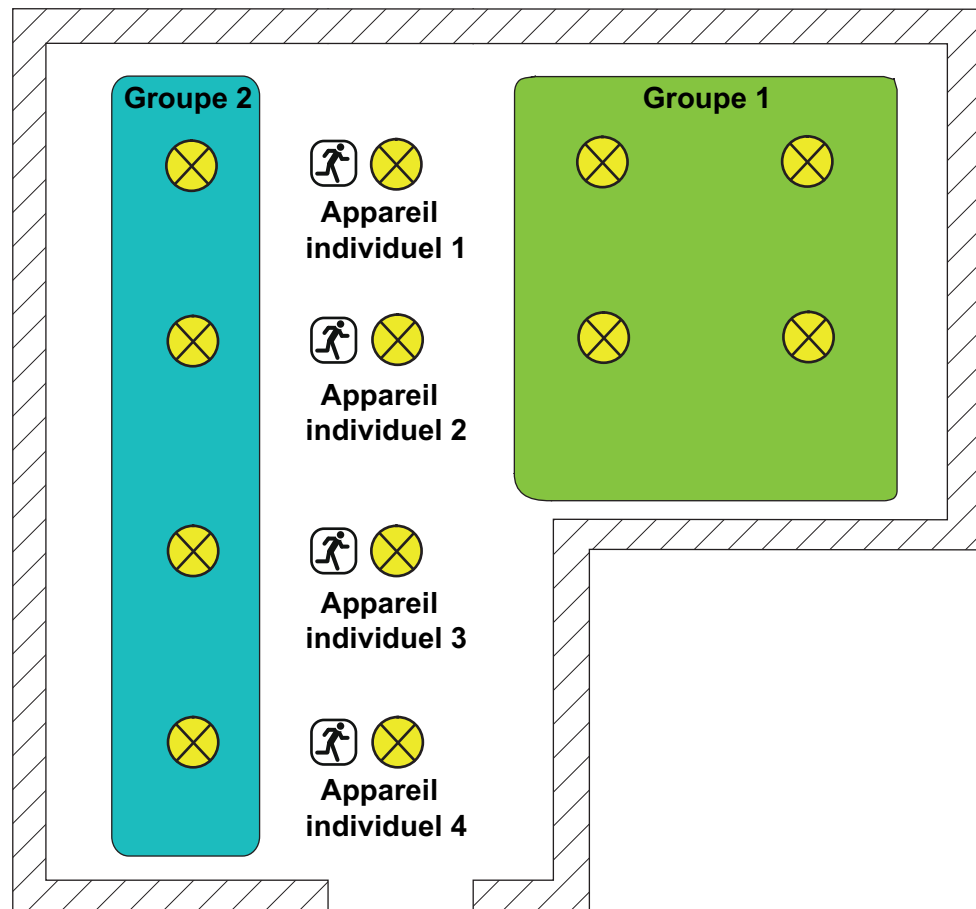 Groupe 2
Groupe 1
Appareil
individuel 1
Appareil
individuel 2
Appareil
individuel 3
Appareil
individuel 4